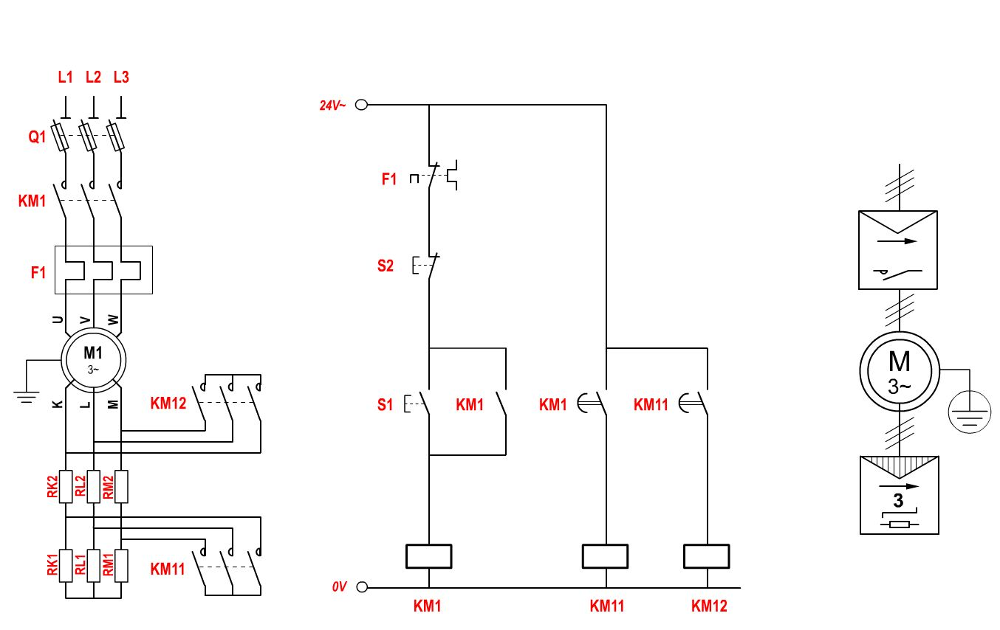 L1 L2 L3
Q1
KM1
F1
U V W
M1
3~
K L M
KM12
RK2 RL2 RM2
RK1 RL1 RM1
KM11
24V~
F1
S2
S1 KM1 KM1 KM11
0V
KM1 KM11 KM12
M
3~
3